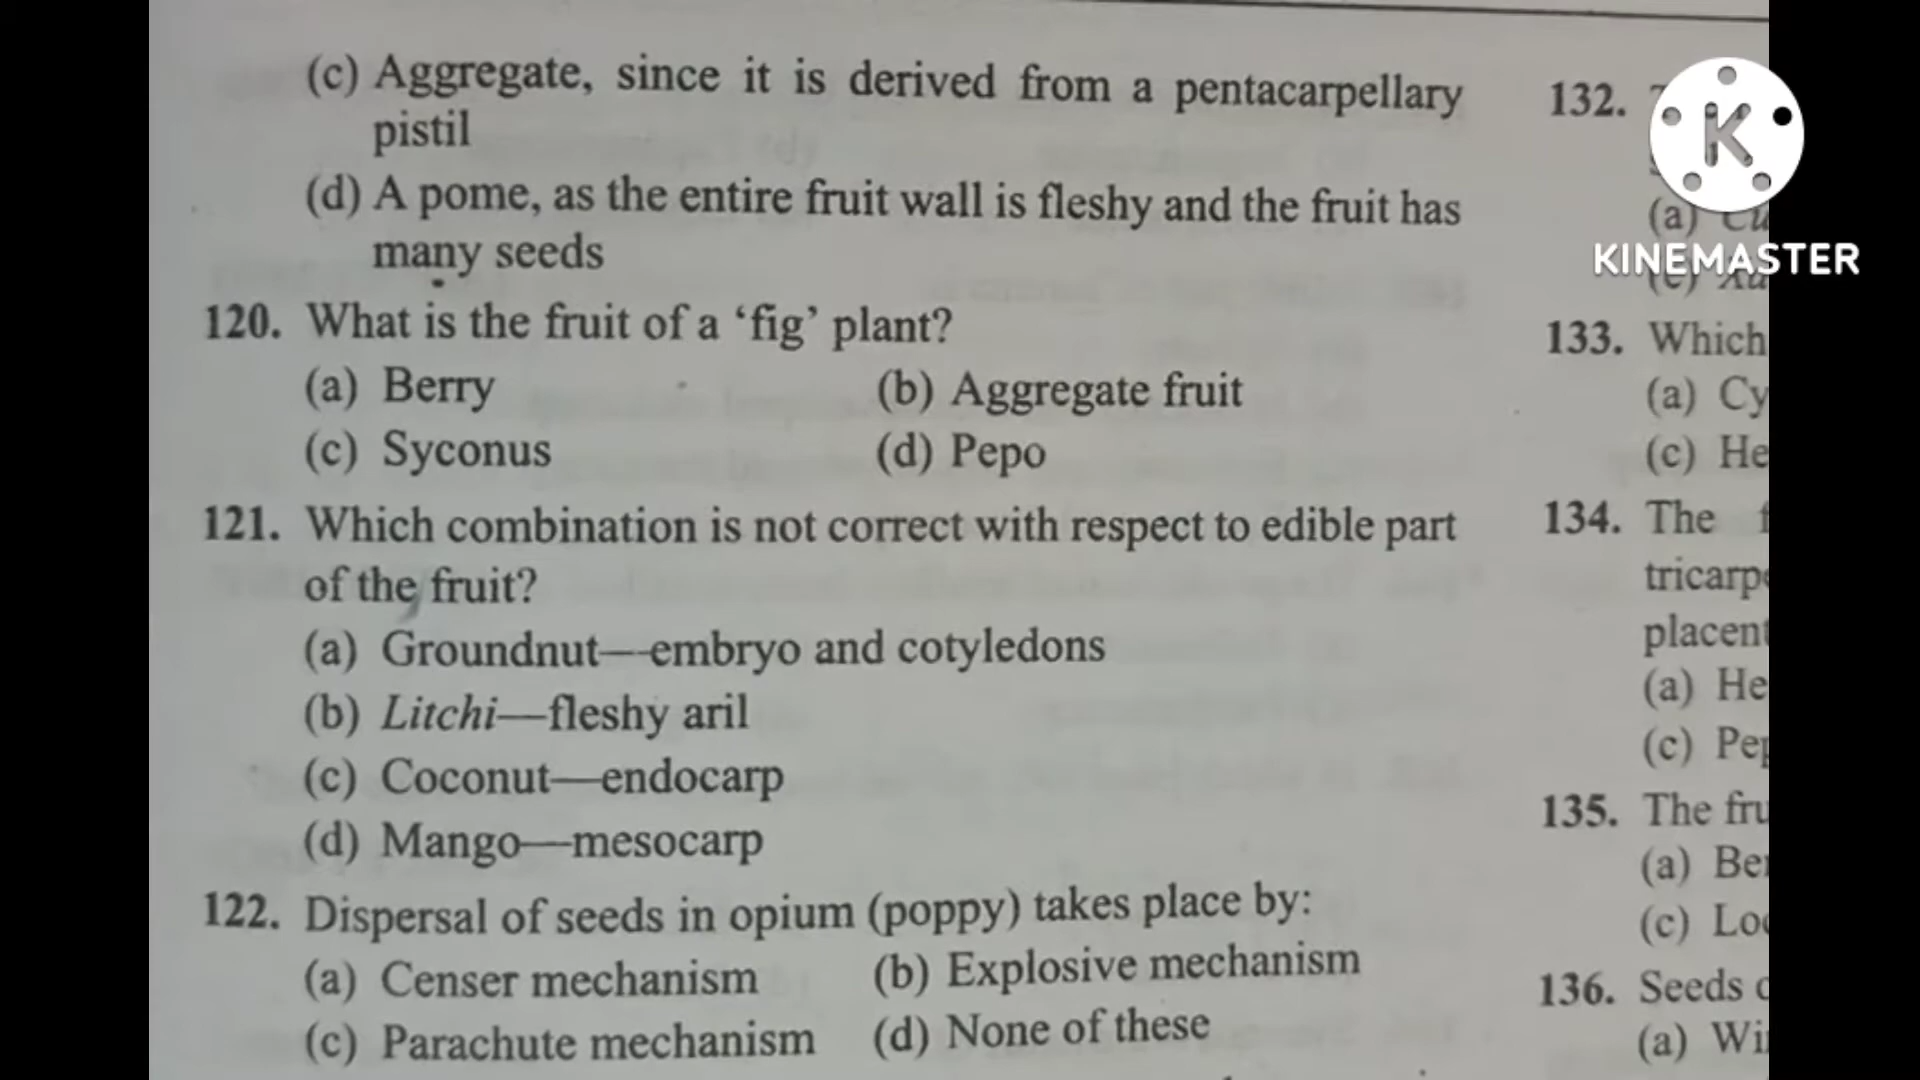 (c) Aggregate, since it is derived from a pentacarpellary
pistil
(d) A pome, as the entire fruit wall is fleshy and the fruit has
many seeds
120. What is the fruit of a ‘fig’ plant?
(a) Berry (b) Aggregate fruit
(c) Syconus (d) Pepo
121. Which combination is not correct with respect to edible part
of the fruit?
(a) Groundnut—embryo and cotyledons
(b) Litchi—fleshy aril
(c) Coconut—endocarp
(d) Mango—mesocarp
122. Dispersal of seeds in opium (poppy) takes place by:
(a) Censer mechanism (b) Explosive mechanism
(c) Parachute mechanism (d) None of these
132.
(a)
(c)
133. Which
(a) Cy
(c) He
134. The
tricarp
placent
(a) He
(c) Pe
135. The fru
(a) Be
(c) Lo
136. Seeds
(a) Wi
K
KINEMASTER